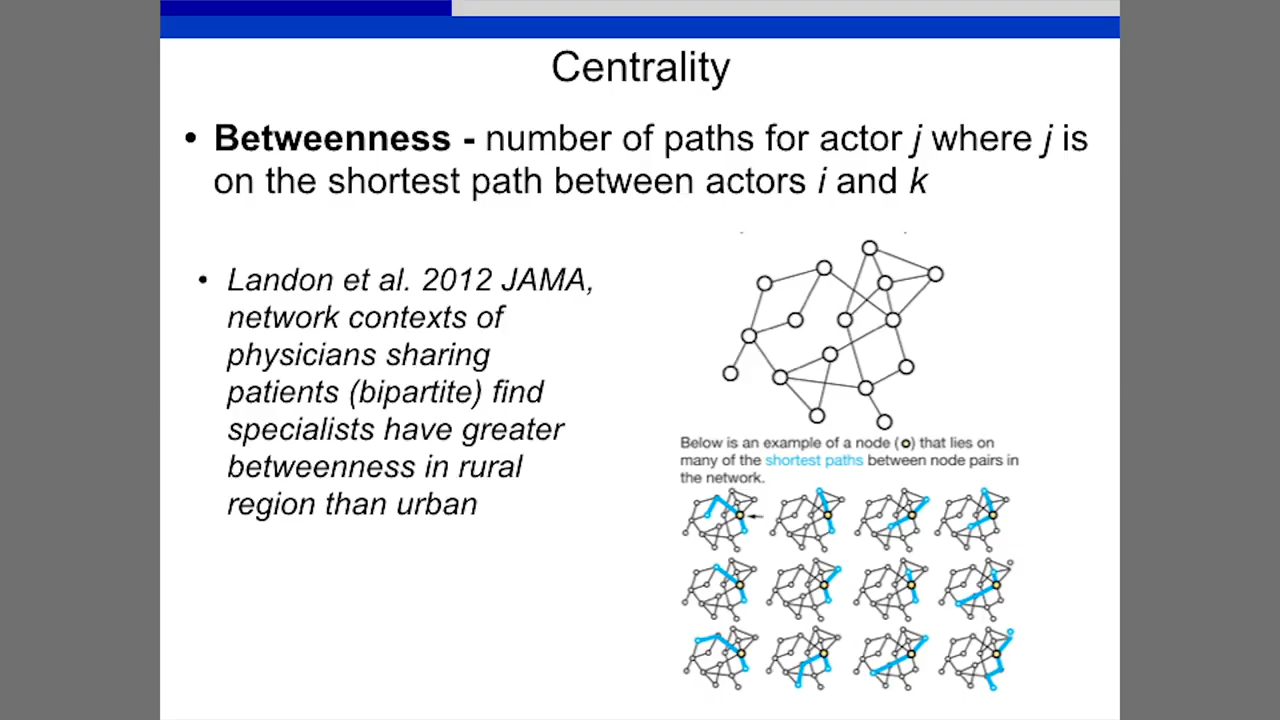 Centrality
• Betweenness - number of paths for actor j where j is
on the shortest path between actors i and k
• Landon et al. 2012 JAMA,
network contexts of
physicians sharing
patients (bipartite) find
specialists have greater
betweenness in rural
region than urban
Below is an example of a node (o) that lies on
many of the shortest paths between node pairs in
the network.